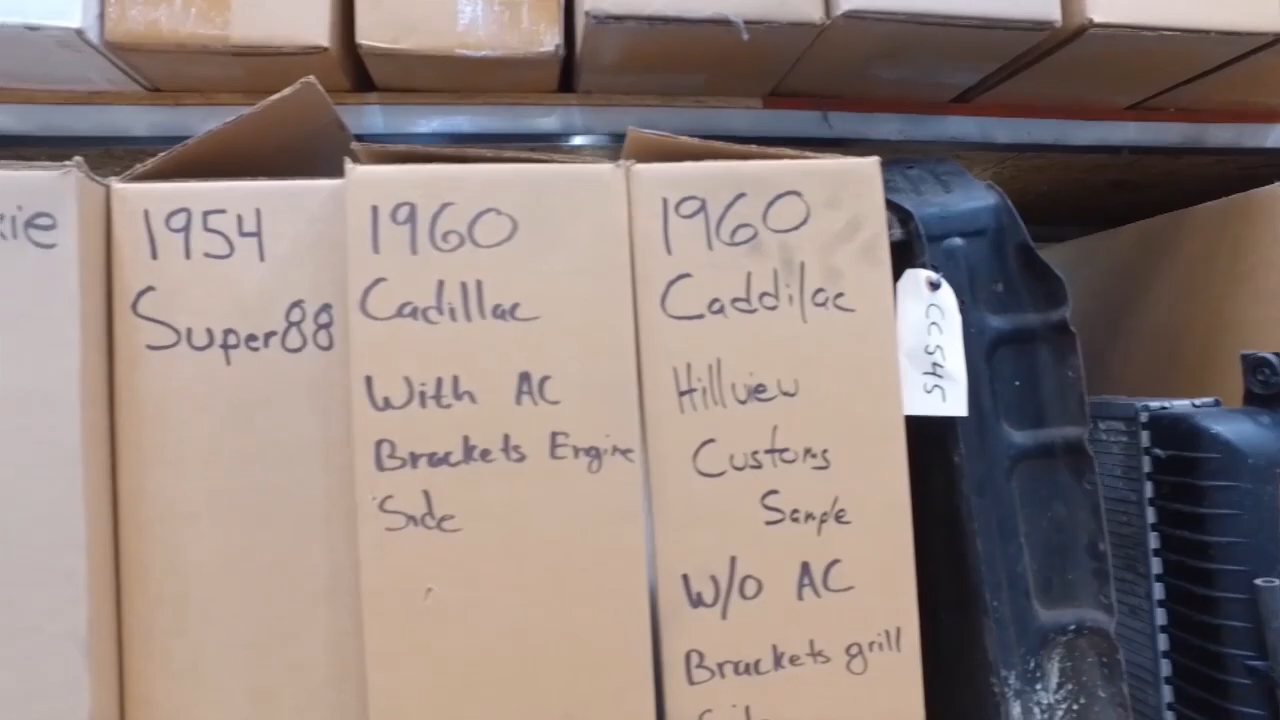 1954
Super88
1960
Cadillac
With AC
Brackets Engine
Side
1960
Caddilac
Hillview
Customs
Sample
W/O AC
Brackets grill
CC545